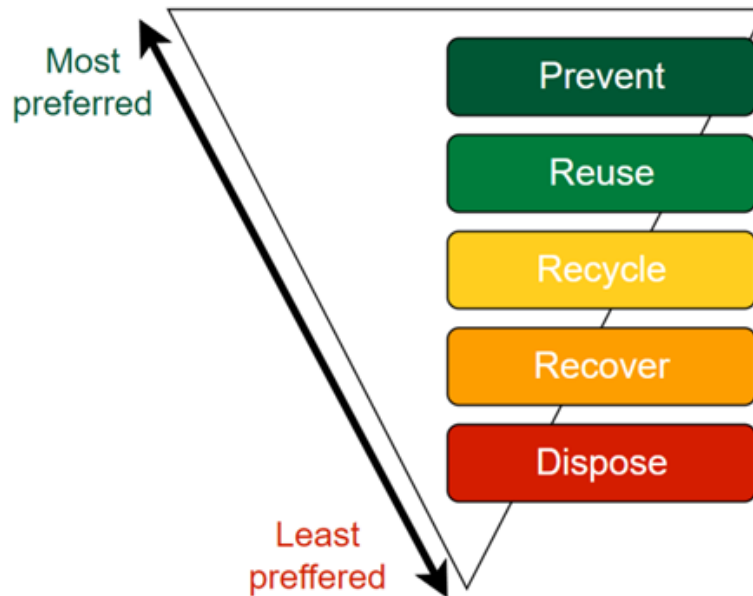 Most
preferred
Prevent
Reuse
Recycle
Recover
Dispose
Least
preffered